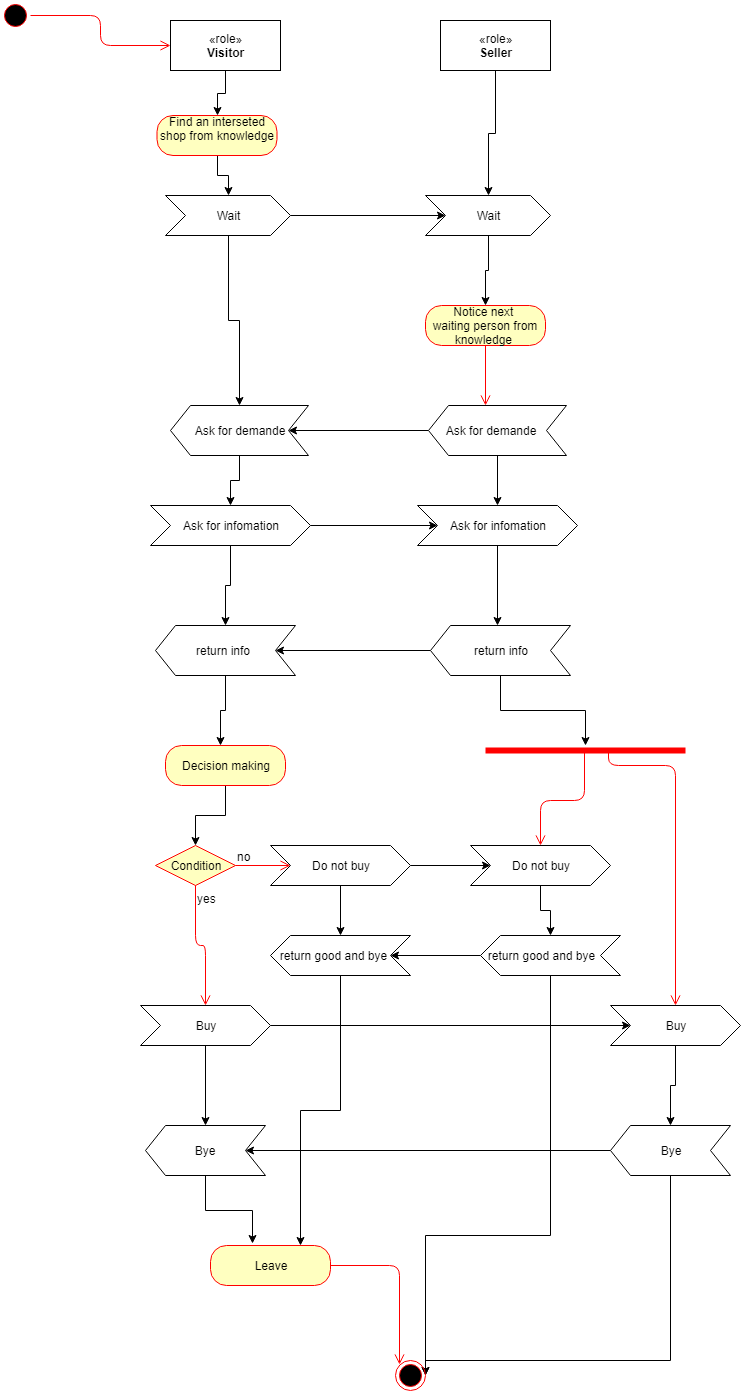 «role»
Visitor
«role»
Seller
Find an interseted
shop from knowledge
Wait
Wait
Notice next
waiting person from
knowledge
Ask for demande
Ask for demande
Ask for infomation
Ask for infomation
return info
return info
Decision making
Condition
no
Do not buy
Do not buy
yes
return good and bye
return good and bye
Buy
Buy
Bye
Bye
Leave